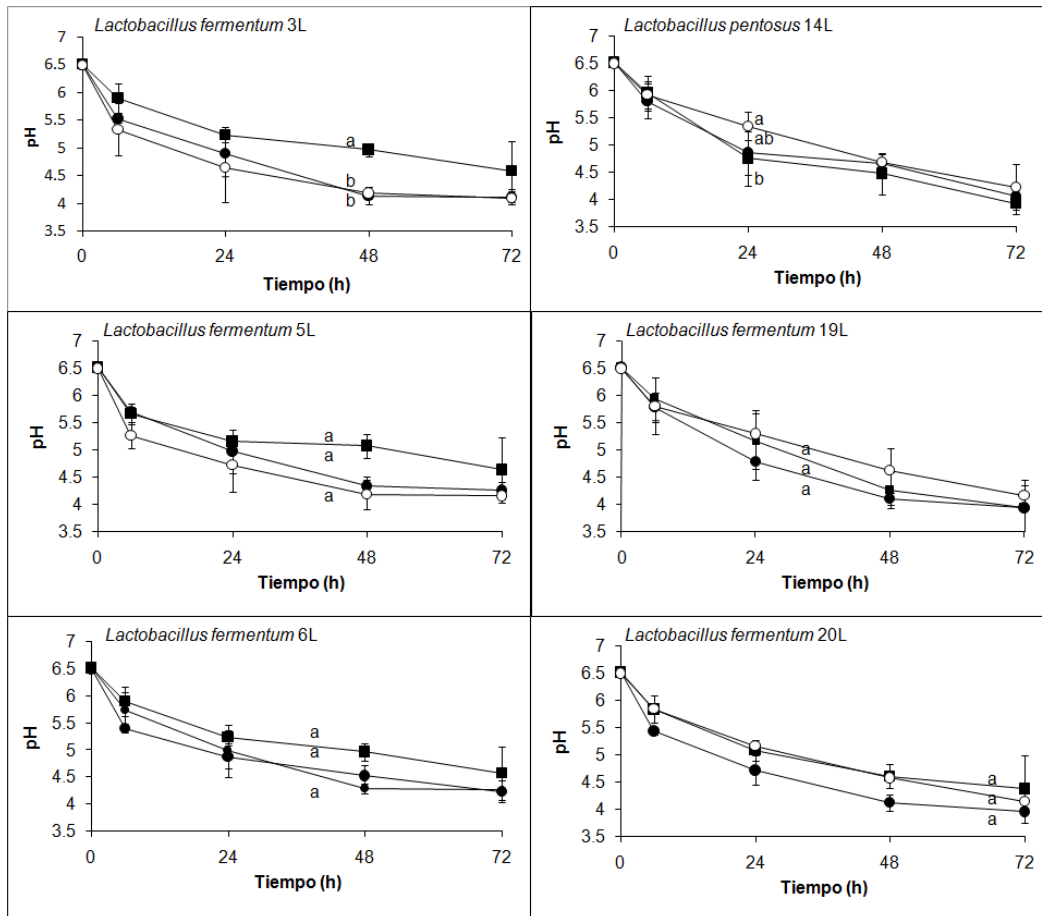 Lactobacillus fermentum 3L
7
6.5
6
5.5
5
4.5
4
3.5
pH
a
b
b
0 24 48 72
Tiempo (h)
Lactobacillus pentosus 14L
7
6.5
6
5.5
5
4.5
4
3.5
pH
a
ab
b
0 24 48 72
Tiempo (h)
Lactobacillus fermentum 5L
7
6.5
6
5.5
5
4.5
4
3.5
pH
a
a
a
0 24 48 72
Tiempo (h)
Lactobacillus fermentum 19L
7
6.5
6
5.5
5
4.5
4
3.5
pH
a
a
a
0 24 48 72
Tiempo (h)
Lactobacillus fermentum 6L
7
6.5
6
5.5
5
4.5
4
3.5
pH
a
a
a
0 24 48 72
Tiempo (h)
Lactobacillus fermentum 20L
7
6.5
6
5.5
5
4.5
4
3.5
pH
a
a
a
0 24 48 72
Tiempo (h)